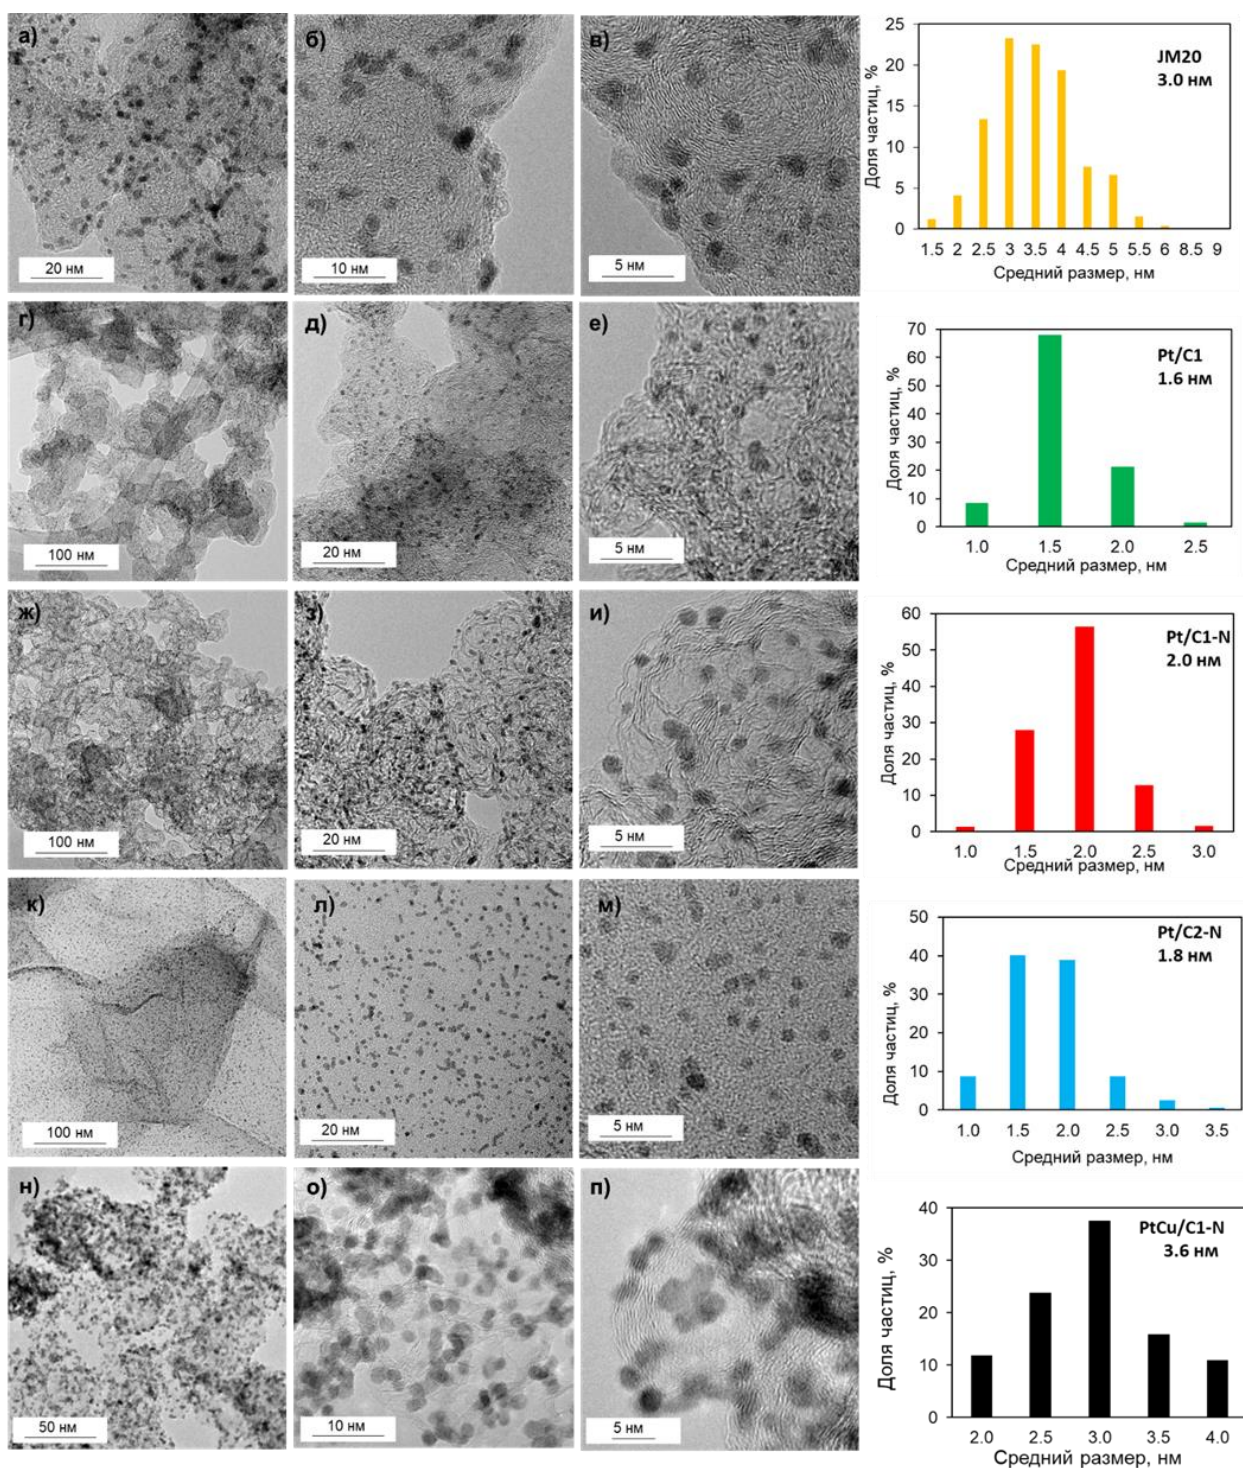 а)
20 нм
б)
10 нм
в)
5 нм
JM20
3.0 нм
Доля частиц, %
25
20
15
10
5
0
1.5 2 2.5 3 3.5 4 4.5 5 5.5 6 8.5 9
Средний размер, нм
г)
100 нм
д)
20 нм
е)
5 нм
Pt/C1
1.6 нм
Доля частиц, %
70
60
50
40
30
20
10
0
1.0 1.5 2.0 2.5
Средний размер, нм
ж)
100 нм
з)
20 нм
и)
5 нм
Pt/C1-N
2.0 нм
Доля частиц, %
60
50
40
30
20
10
0
1.0 1.5 2.0 2.5 3.0
Средний размер, нм
к)
100 нм
л)
20 нм
м)
5 нм
Pt/C2-N
1.8 нм
Доля частиц, %
50
40
30
20
10
0
1.0 1.5 2.0 2.5 3.0 3.5
Средний размер, нм
н)
50 нм
о)
10 нм
п)
5 нм
PtCu/C1-N
3.6 нм
Доля частиц, %
40
30
20
10
0
2.0 2.5 3.0 3.5 4.0
Средний размер, нм